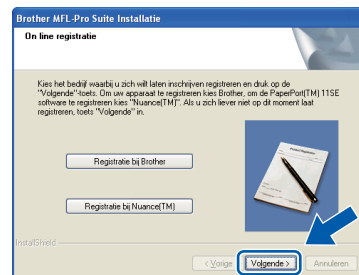 Brother MFL-Pro Suite Installatie
On line registratie
Kies het bedrijf waarbij u zich wilt laten inschrijven registreren en druk op de
"Volgende"-toets. Om uw apparaat te registreren kies Brother, om de PaperPort(TM) 11SE
software te registreren kies "Nuance(TM)". Als u zich liever niet op dit moment laat
registreren, toets "Volgende" in.
Registratie bij Brother
Registratie bij Nuance(TM)
InstallShield
< Vorige
Volgende >
Annuleren